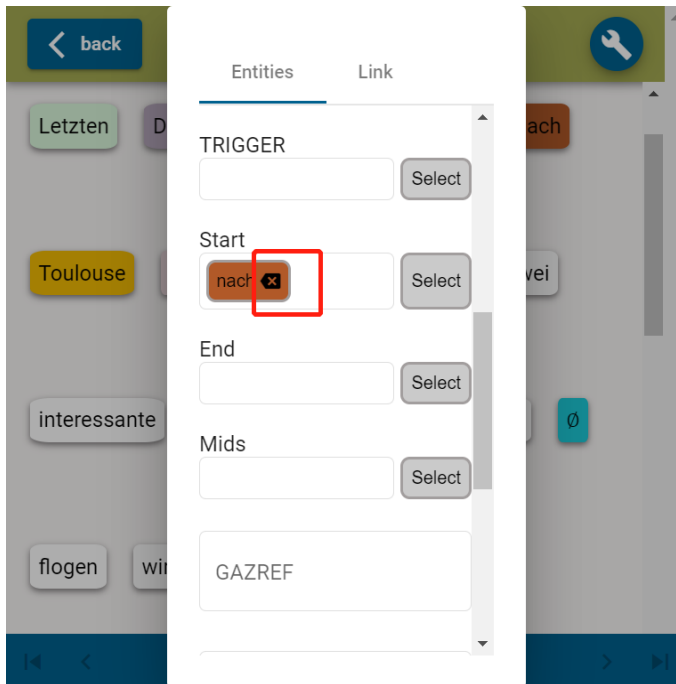 back
Entities Link
Letzten D ach
TRIGGER
Select
Start
Toulouse nach Select wei
End
Select
interessante Ø
Mids
Select
flogen wir GAZREF